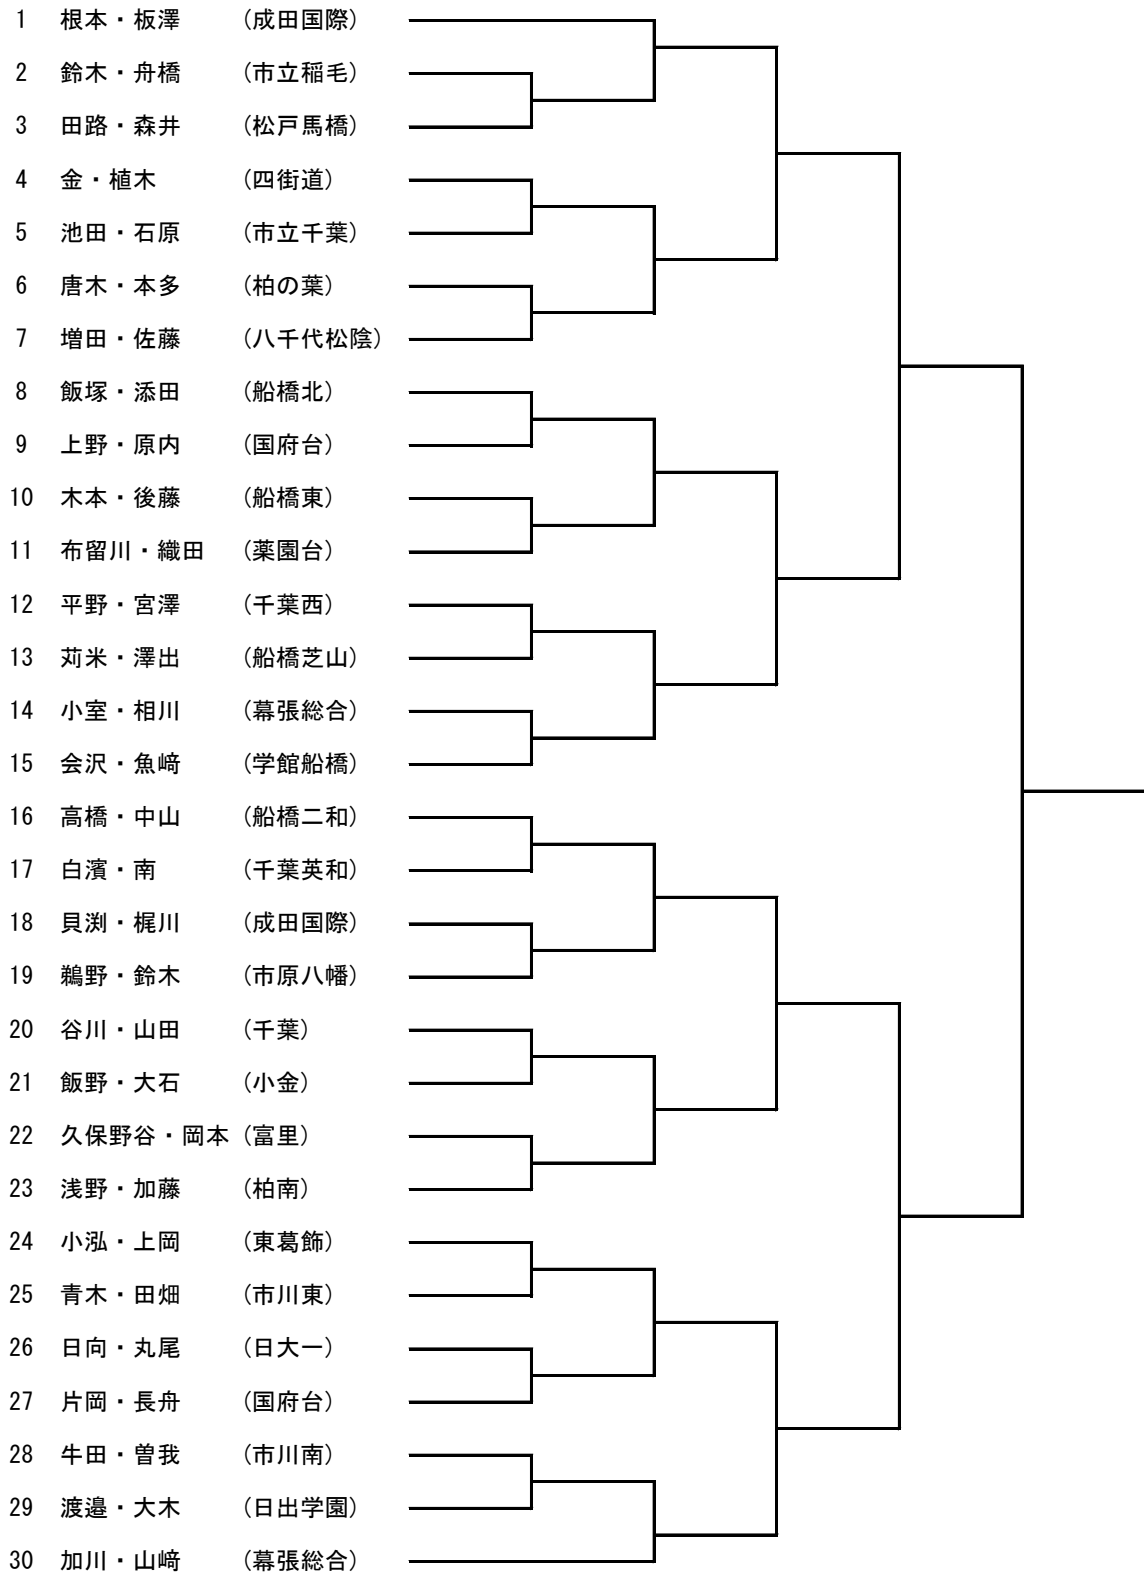 1 根本・板澤 (成田国際)
2 鈴木・舟橋 (市立稲毛)
3 田路・森井 (松戸馬橋)
4 金・植木 (四街道)
5 池田・石原 (市立千葉)
6 唐木・本多 (柏の葉)
7 増田・佐藤 (八千代松陰)
8 飯塚・添田 (船橋北)
9 上野・原内 (国府台)
10 木本・後藤 (船橋東)
11 布留川・織田 (薬園台)
12 平野・宮澤 (千葉西)
13 苅米・澤出 (船橋芝山)
14 小室・相川 (幕張総合)
15 会沢・魚﨑 (学館船橋)
16 高橋・中山 (船橋二和)
17 白濱・南 (千葉英和)
18 貝渕・梶川 (成田国際)
19 鵜野・鈴木 (市原八幡)
20 谷川・山田 (千葉)
21 飯野・大石 (小金)
22 久保野谷・岡本 (富里)
23 浅野・加藤 (柏南)
24 小泓・上岡 (東葛飾)
25 青木・田畑 (市川東)
26 日向・丸尾 (日大一)
27 片岡・長舟 (国府台)
28 牛田・曽我 (市川南)
29 渡邉・大木 (日出学園)
30 加川・山﨑 (幕張総合)